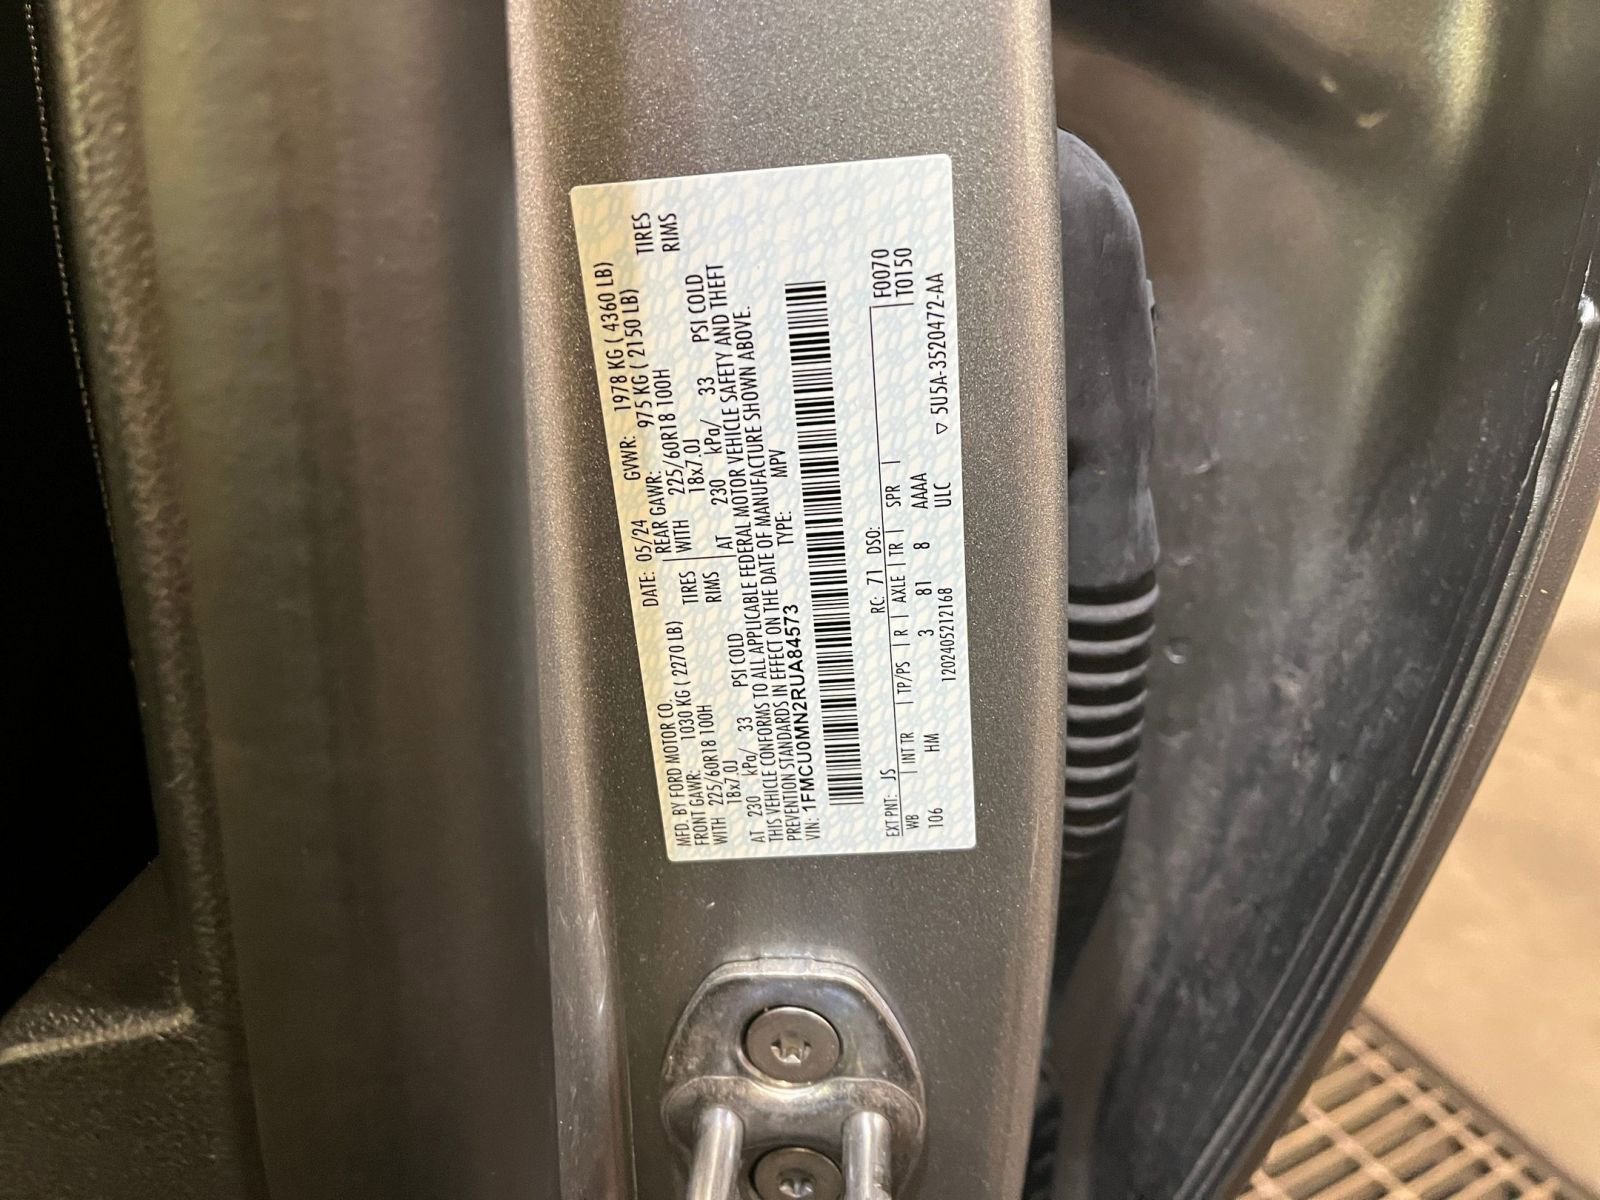 MFD. BY FORD MOTOR CO. DATE: 05/24 GVWR: 1978 KG ( 4360 LB)
FRONT GAWR: 1030 KG ( 2270 LB) REAR GAWR: 975 KG ( 2150 LB)
WITH 225/60R18 100H TIRES WITH 225/60R18 100H TIRES
18x7.0J RIMS 18x7.0J RIMS
AT 230 kPa/ 33 PSI COLD AT 230 kPa/ 33 PSI COLD
THIS VEHICLE CONFORMS TO ALL APPLICABLE FEDERAL MOTOR VEHICLE SAFETY AND THEFT
PREVENTION STANDARDS IN EFFECT ON THE DATE OF MANUFACTURE SHOWN ABOVE.
VIN: 1FMCU0MN2RUA84573 TYPE: MPV
F0070
EXT PNT: JS RC: 71 DSO: T0150
WB INT TR TP/PS R AXLE TR SPR
106 HM 3 81 8 AAAA ▽ 5U5A-3520472-AA
1202405212168 ULC